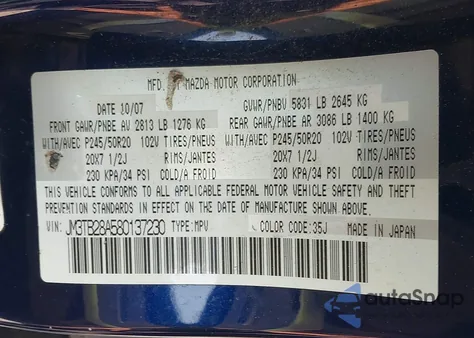 MFD. BY MAZDA MOTOR CORPORATION
DATE 10/07 GVWR/PNBV 5831 LB 2645 KG
FRONT GAWR/PNBE AV 2813 LB 1276 KG REAR GAWR/PNBE AR 3086 LB 1400 KG
WITH/AVEC P245/50R20 102V TIRES/PNEUS WITH/AVEC P245/50R20 102V TIRES/PNEUS
20X7 1/2J RIMS/JANTES 20X7 1/2J RIMS/JANTES
230 KPA/34 PSI COLD/A FROID 230 KPA/34 PSI COLD/A FROID
THIS VEHICLE CONFORMS TO ALL APPLICABLE FEDERAL MOTOR VEHICLE SAFETY AND THEFT
PREVENTION STANDARDS IN EFFECT ON THE DATE OF MANUFACTURE SHOWN ABOVE.
VIN: JM3TB28A580137230 TYPE:MPV COLOR CODE:35J MADE IN JAPAN
autoSnap